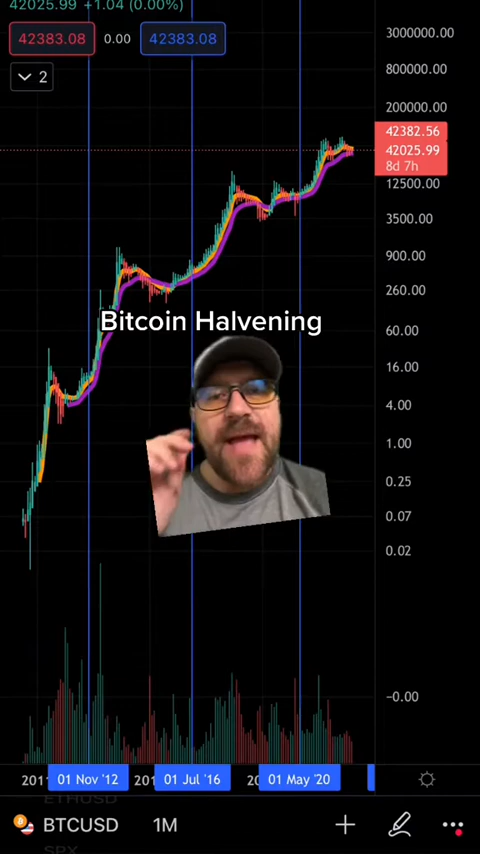 42025.99 +1.04 (0.00%)
42383.08 0.00 42383.08
2
3000000.00
800000.00
200000.00
42382.56
42025.99
8d 7h
12500.00
3500.00
900.00
260.00
Bitcoin Halvening
60.00
16.00
4.00
1.00
0.25
0.07
0.02
−0.00
01 Nov '12 01 Jul '16 01 May '20
ETHUSD
BTCUSD 1M
SPX